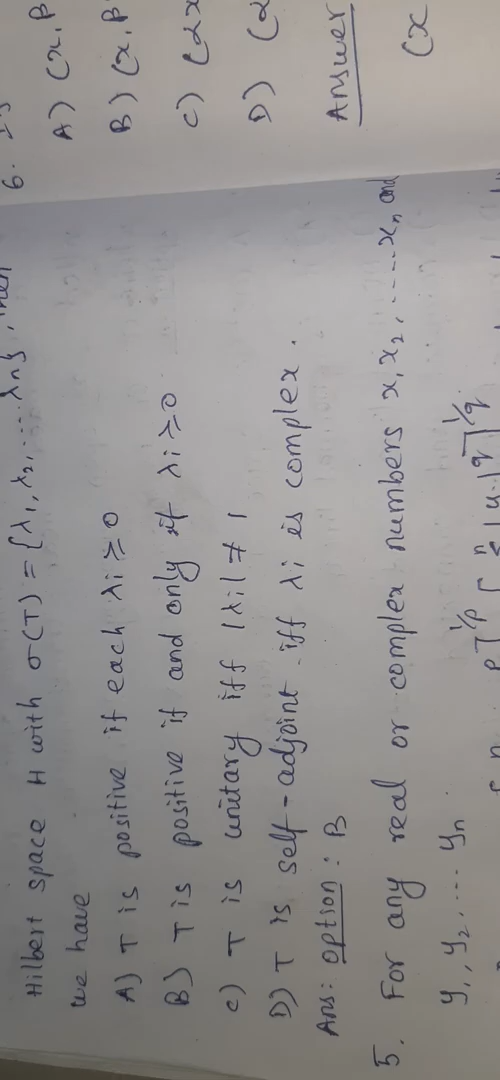 Hilbert space H with σ(T) = {λ1, λ2, ... λn}, then
we have
A) T is positive if each λi ≥ 0
B) T is positive if and only if λi ≥ 0
c) T is unitary iff |λi| ≠ 1
D) T is self-adjoint iff λi is complex.
Ans: option: B
5. For any real or complex numbers x1 x2, ..... xn and
y1, y2, .... yn.
6.
A) (x, β
B) (x, β
C) (αx
D) (α
Answer
(x